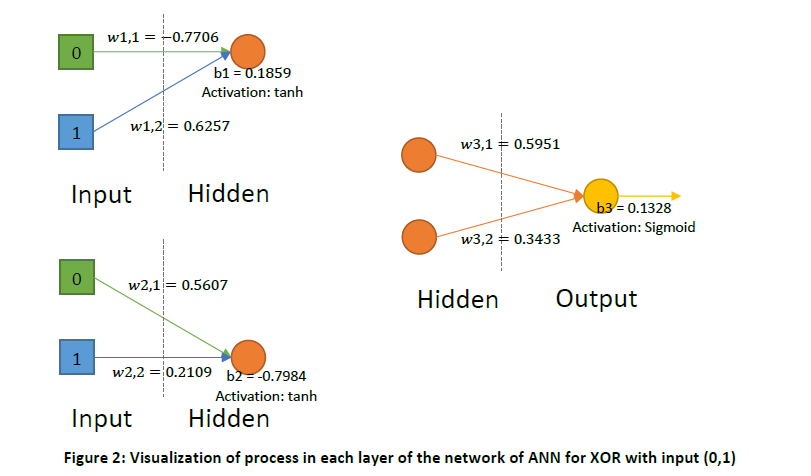 w1,1 = −0.7706
0
b1 = 0.1859
Activation: tanh
1
w1,2 = 0.6257
Input
Hidden
w3,1 = 0.5951
b3 = 0.1328
Activation: Sigmoid
w3,2 = 0.3433
Hidden
Output
0
w2,1 = 0.5607
1
w2,2 = 0.2109
b2 = -0.7984
Activation: tanh
Input
Hidden
Figure 2: Visualization of process in each layer of the network of ANN for XOR with input (0,1)